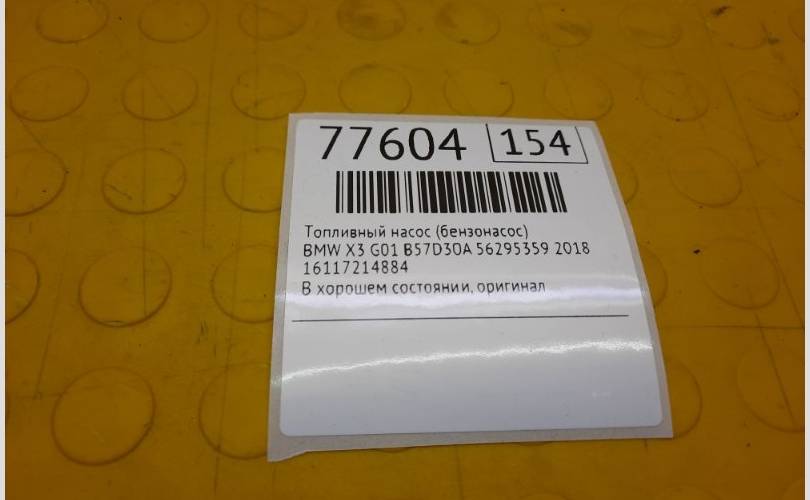 77604 154
Топливный насос (бензонасос)
BMW X3 G01 B57D30A 56295359 2018
16117214884
В хорошем состоянии, оригинал